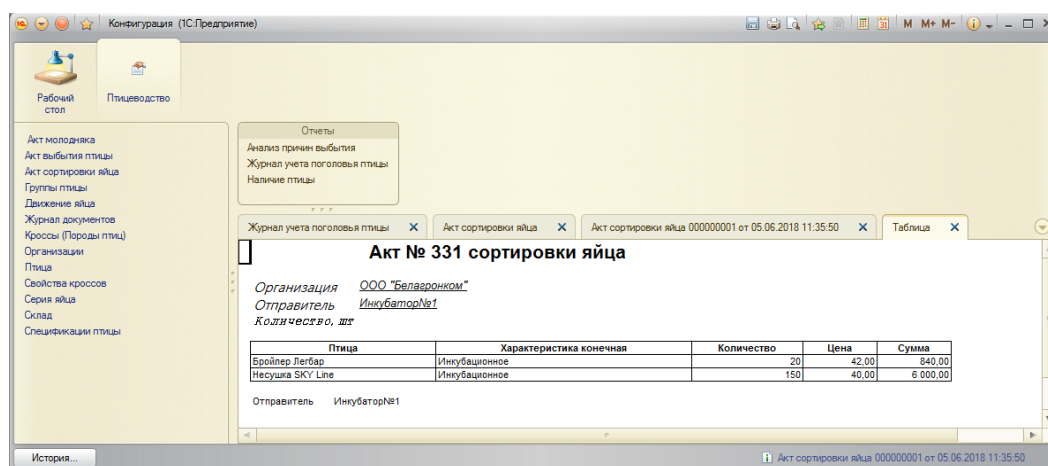 Конфигурация (1С:Предприятие)
M M+ M-
Рабочий
стол
Птицеводство
Акт молодняка
Акт выбытия птицы
Акт сортировки яйца
Группы птицы
Движение яйца
Журнал документов
Кроссы (Породы птиц)
Организации
Птица
Свойства кроссов
Серия яйца
Склад
Спецификации птицы
Отчеты
Анализ причин выбытия
Журнал учета поголовья птицы
Наличие птицы
Журнал учета поголовья птицы Акт сортировки яйца Акт сортировки яйца 000000001 от 05.06.2018 11:35:50 Таблица
Акт № 331 сортировки яйца
Организация ООО "Белагронком"
Отправитель Инкубатор№1
Количество, шт
Птица Характеристика конечная Количество Цена Сумма
Бройлер Легбар Инкубационное 20 42,00 840,00
Несушка SKY Line Инкубационное 150 40,00 6 000,00
Отправитель Инкубатор№1
История...
Акт сортировки яйца 000000001 от 05.06.2018 11:35:50